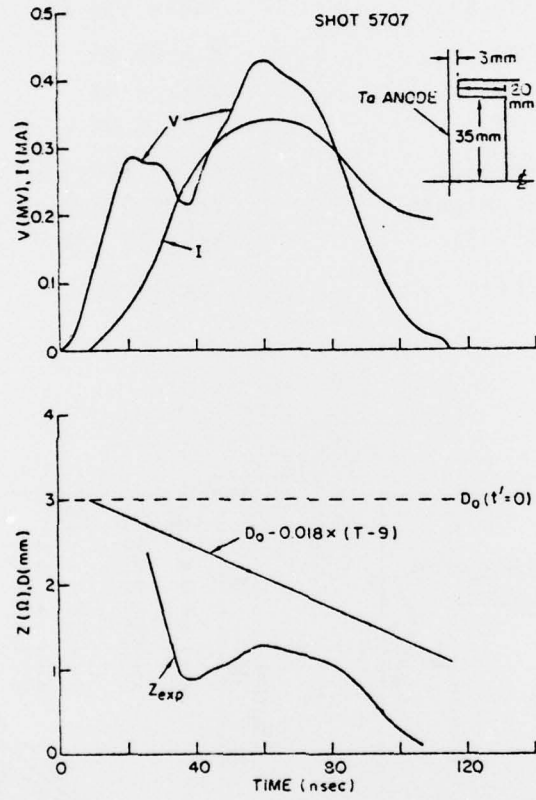 SHOT 5707
0.5
0.4
0.3
0.2
0.1
0
V(MV), I(MA)
V
I
3mm
Ta ANODE
20
mm
35mm
℄
4
3
2
1
0
Z(Ω),D(mm)
D₀(t'=0)
D₀-0.018×(T-9)
Zexp
0 40 80 120
TIME (nsec)